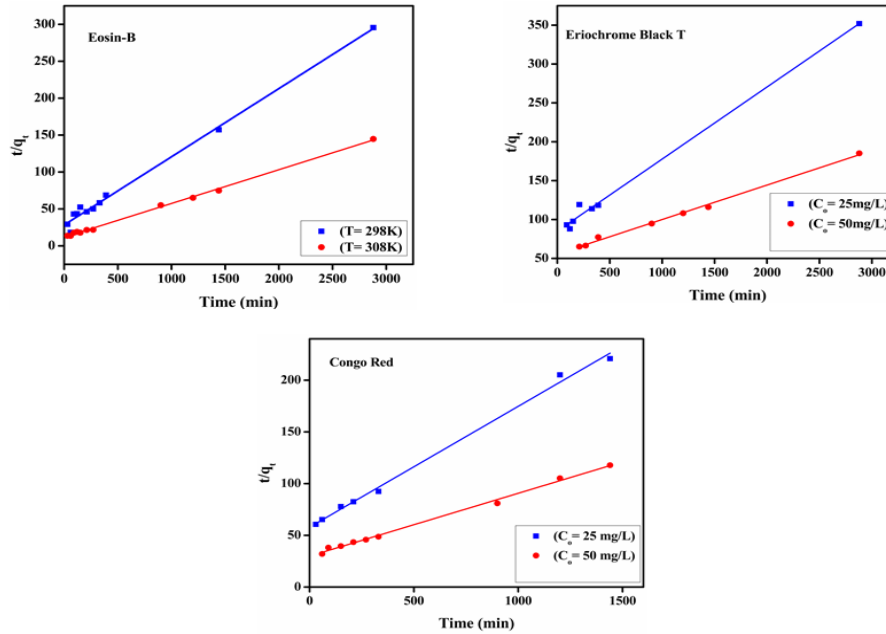 Eosin-B
300
250
200
150
100
50
0
t/qt
(T= 298K)
(T= 308K)
0 500 1000 1500 2000 2500 3000
Time (min)
Eriochrome Black T
350
300
250
200
150
100
50
t/qt
(Co= 25mg/L)
(Co= 50mg/L)
0 500 1000 1500 2000 2500 3000
Time (min)
Congo Red
200
150
100
50
0
t/qt
(Co= 25 mg/L)
(Co= 50 mg/L)
0 500 1000 1500
Time (min)